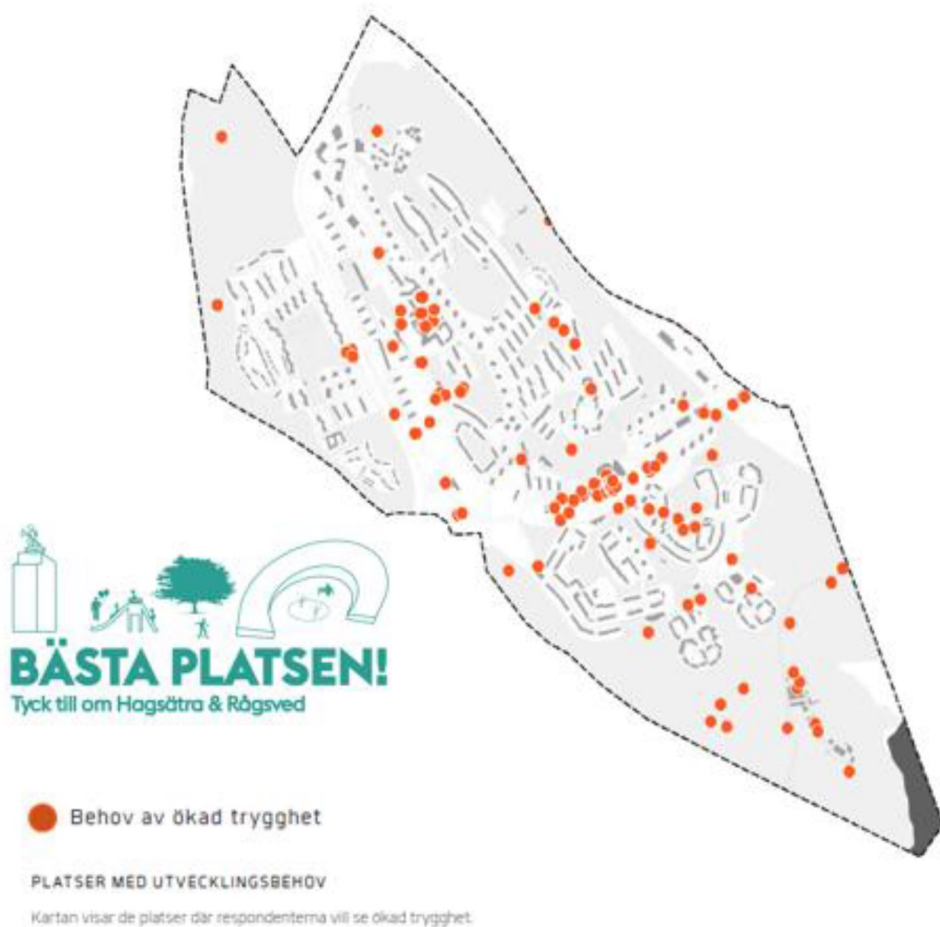 BÄSTA PLATSEN!
Tyck till om Hagsätra & Rågsved
Behov av ökad trygghet
PLATSER MED UTVECKLINGSBEHOV
Kartan visar de platser där respondenterna vill se ökad trygghet.